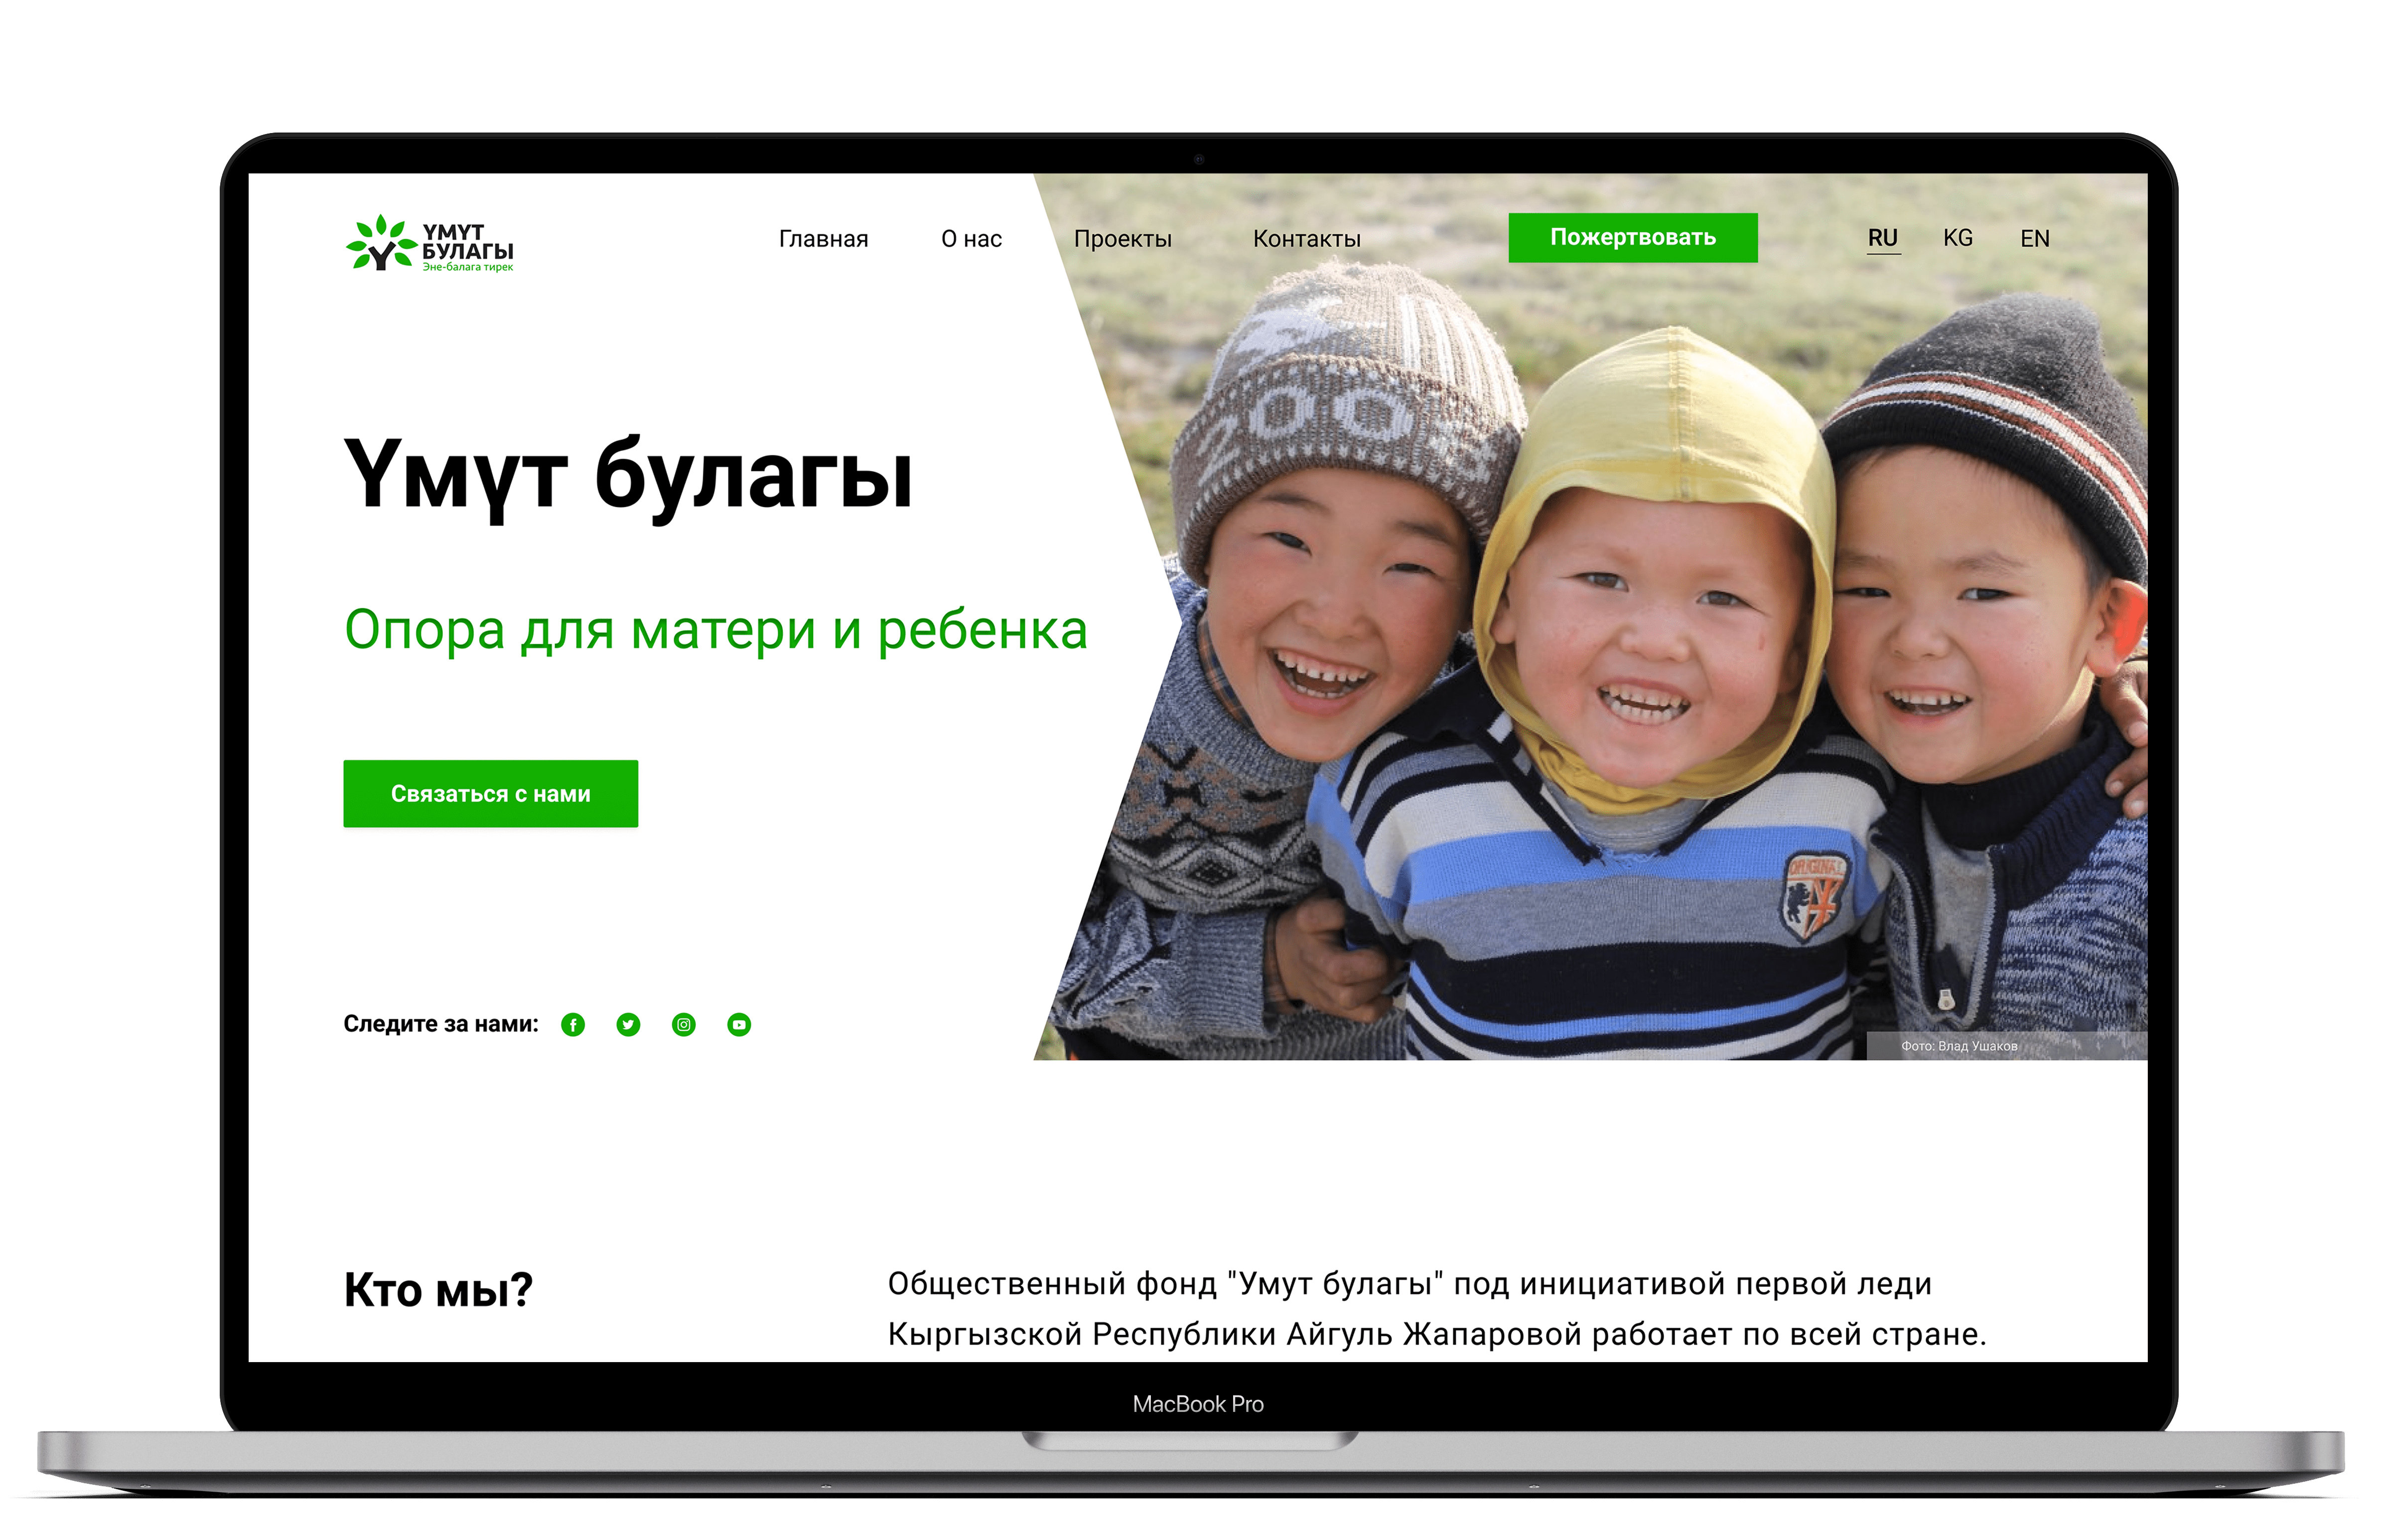 ҮМҮТ
БУЛАГЫ
Эне-балага тирек
Главная О нас Проекты Контакты Пожертвовать RU KG EN
Үмүт булагы
Опора для матери и ребенка
Связаться с нами
ORIGINAL
Следите за нами:
Фото: Влад Ушаков
Кто мы?
Общественный фонд "Умут булагы" под инициативой первой леди
Кыргызской Республики Айгуль Жапаровой работает по всей стране.
MacBook Pro